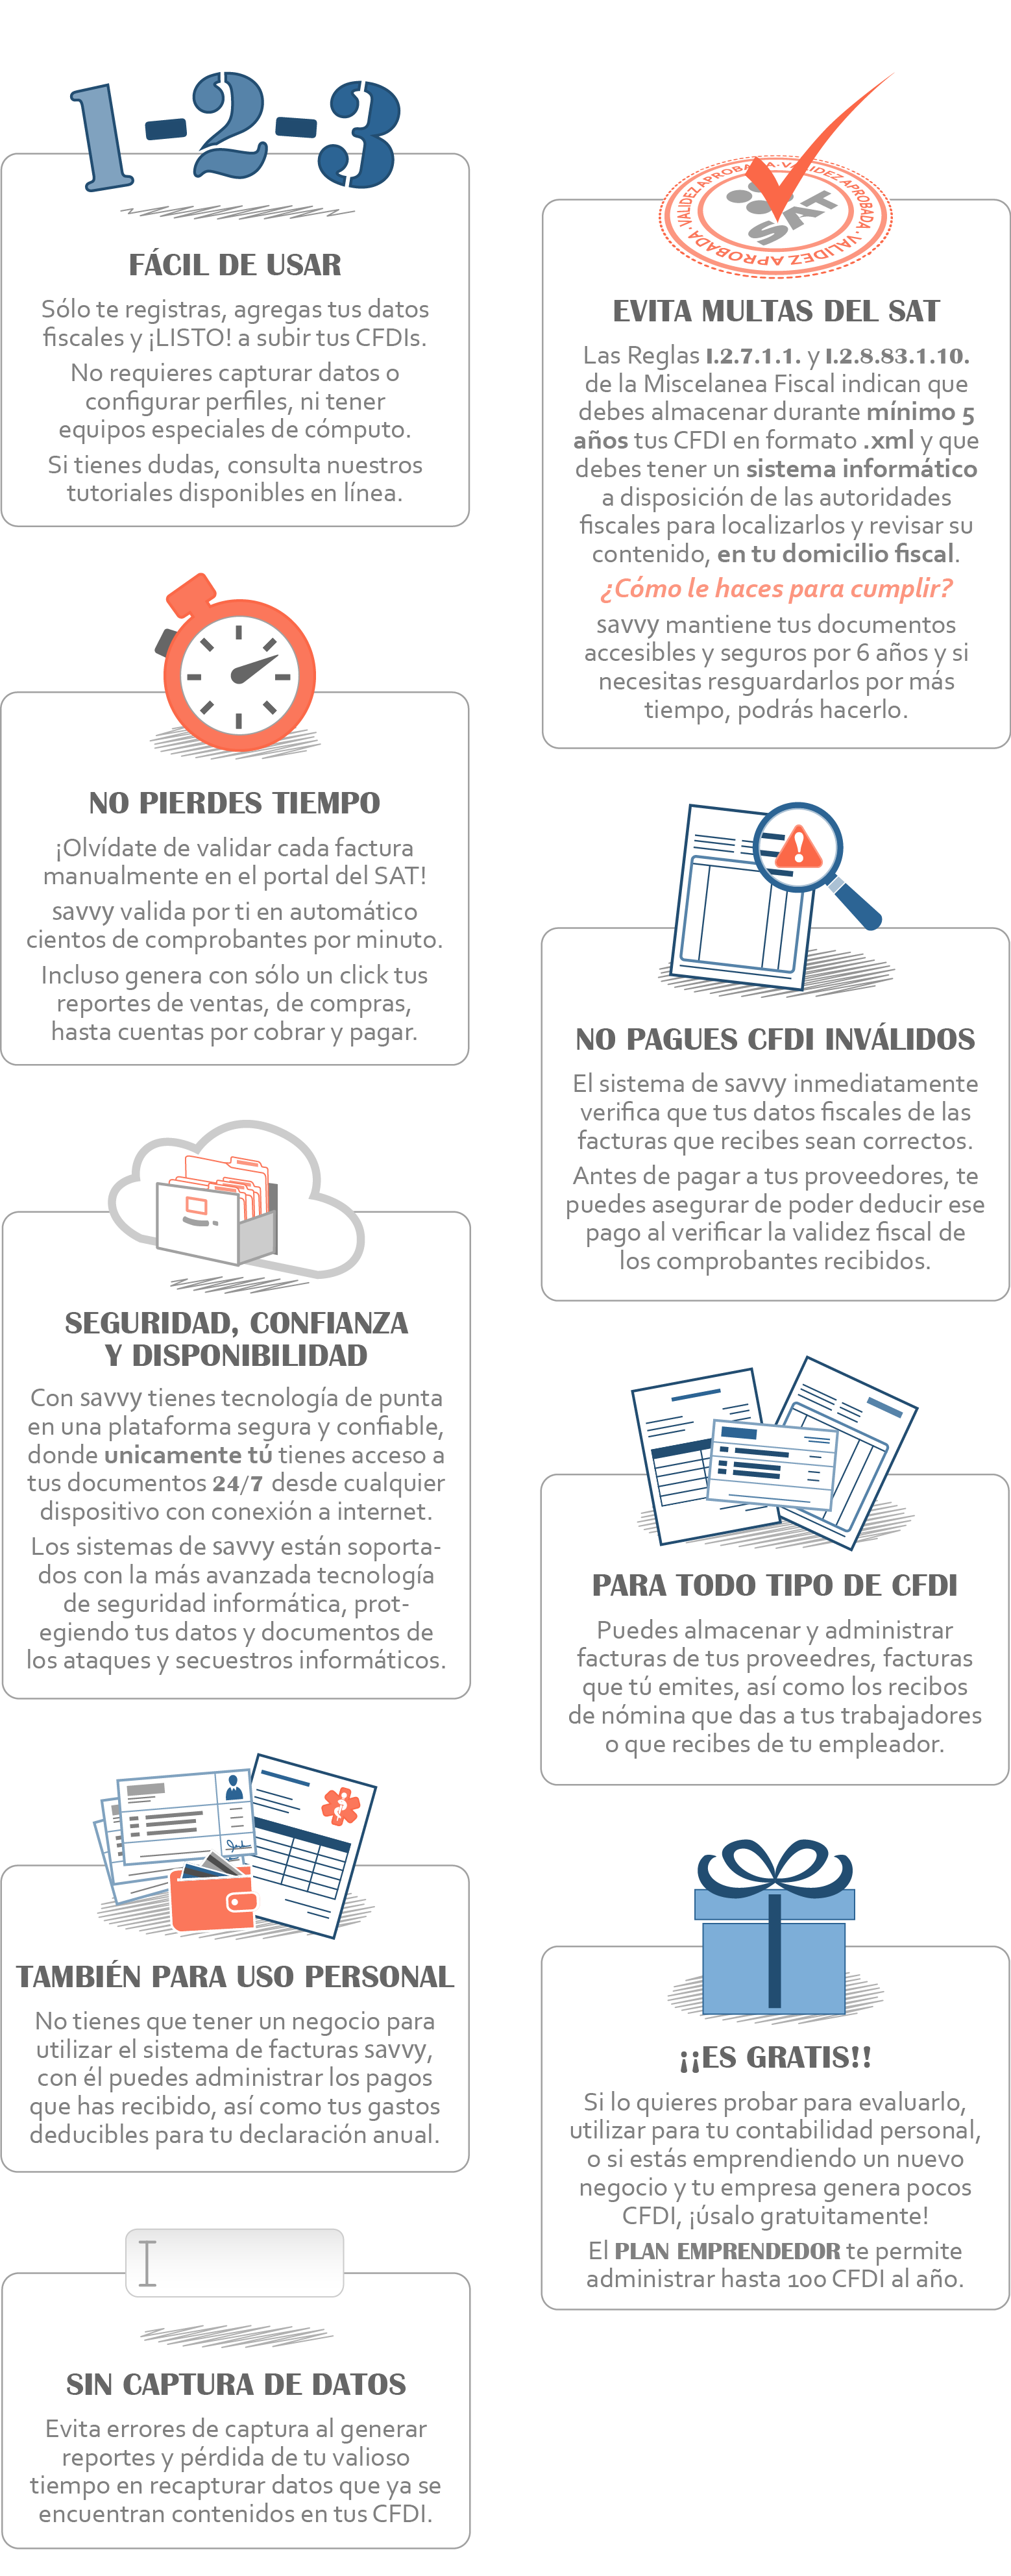 1-2-3
FÁCIL DE USAR
Sólo te registras, agregas tus datos
fiscales y ¡LISTO! a subir tus CFDIs.
No requieres capturar datos o
configurar perfiles, ni tener
equipos especiales de cómputo.
Si tienes dudas, consulta nuestros
tutoriales disponibles en línea.
VALIDEZ APROBADA · VALIDEZ APROBADA · VALIDEZ APROBADA ·
SAT
EVITA MULTAS DEL SAT
Las Reglas I.2.7.1.1. y I.2.8.83.1.10.
de la Miscelanea Fiscal indican que
debes almacenar durante mínimo 5
años tus CFDI en formato .xml y que
debes tener un sistema informático
a disposición de las autoridades
fiscales para localizarlos y revisar su
contenido, en tu domicilio fiscal.
¿Cómo le haces para cumplir?
savvy mantiene tus documentos
accesibles y seguros por 6 años y si
necesitas resguardarlos por más
tiempo, podrás hacerlo.
NO PIERDES TIEMPO
¡Olvídate de validar cada factura
manualmente en el portal del SAT!
savvy valida por ti en automático
cientos de comprobantes por minuto.
Incluso genera con sólo un click tus
reportes de ventas, de compras,
hasta cuentas por cobrar y pagar.
!
NO PAGUES CFDI INVÁLIDOS
El sistema de savvy inmediatamente
verifica que tus datos fiscales de las
facturas que recibes sean correctos.
Antes de pagar a tus proveedores, te
puedes asegurar de poder deducir ese
pago al verificar la validez fiscal de
los comprobantes recibidos.
SEGURIDAD, CONFIANZA
Y DISPONIBILIDAD
Con savvy tienes tecnología de punta
en una plataforma segura y confiable,
donde unicamente tú tienes acceso a
tus documentos 24/7 desde cualquier
dispositivo con conexión a internet.
Los sistemas de savvy están soporta-
dos con la más avanzada tecnología
de seguridad informática, prot-
egiendo tus datos y documentos de
los ataques y secuestros informáticos.
PARA TODO TIPO DE CFDI
Puedes almacenar y administrar
facturas de tus proveedres, facturas
que tú emites, así como los recibos
de nómina que das a tus trabajadores
o que recibes de tu empleador.
TAMBIÉN PARA USO PERSONAL
No tienes que tener un negocio para
utilizar el sistema de facturas savvy,
con él puedes administrar los pagos
que has recibido, así como tus gastos
deducibles para tu declaración anual.
¡¡ES GRATIS!!
Si lo quieres probar para evaluarlo,
utilizar para tu contabilidad personal,
o si estás emprendiendo un nuevo
negocio y tu empresa genera pocos
CFDI, ¡úsalo gratuitamente!
El PLAN EMPRENDEDOR te permite
administrar hasta 100 CFDI al año.
SIN CAPTURA DE DATOS
Evita errores de captura al generar
reportes y pérdida de tu valioso
tiempo en recapturar datos que ya se
encuentran contenidos en tus CFDI.